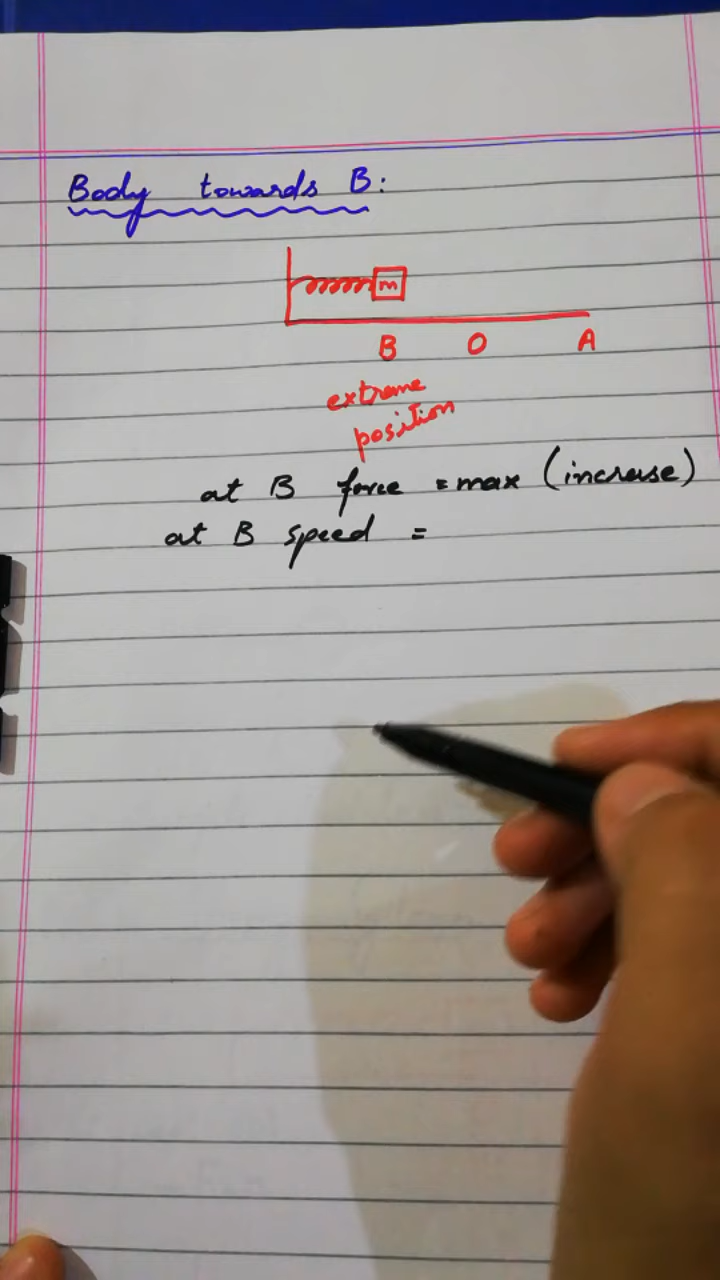 Body towards B:
m
B O A
extreme
position
at B force = max (increase)
at B speed =